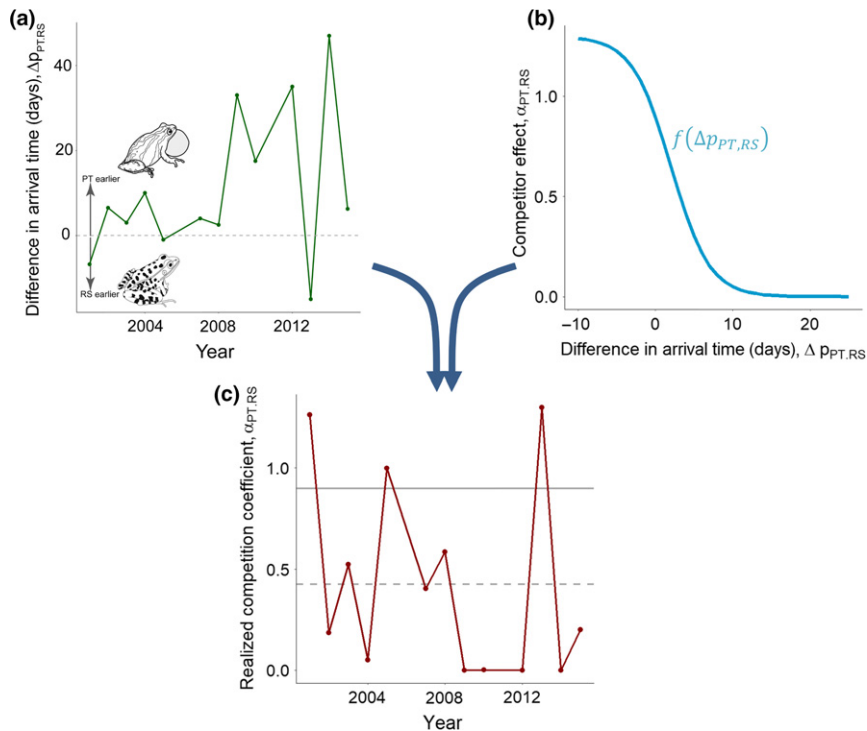 (a)
Difference in arrival time (days), Δp_PT.RS
40
20
0
PT earlier
RS earlier
2004 2008 2012
Year
(b)
Competitor effect, α_PT.RS
1.0
0.5
0.0
f(Δp_PT,RS)
−10 0 10 20
Difference in arrival time (days), Δ p_PT.RS
(c)
Realized competition coefficient, α_PT.RS
1.0
0.5
0.0
2004 2008 2012
Year